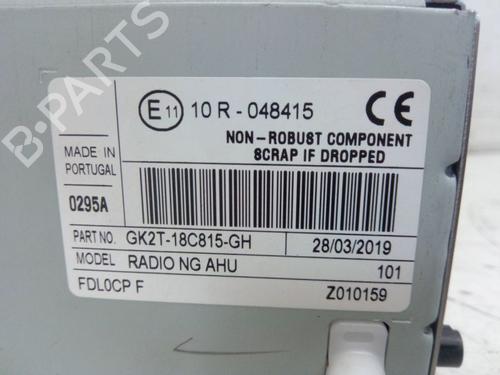 B-PARTS
E11 10 R - 048415 CE
NON-ROBUST COMPONENT
SCRAP IF DROPPED
MADE IN
PORTUGAL
0295A
PART NO. GK2T-18C815-GH 28/03/2019
MODEL RADIO NG AHU 101
FDL0CP F Z010159